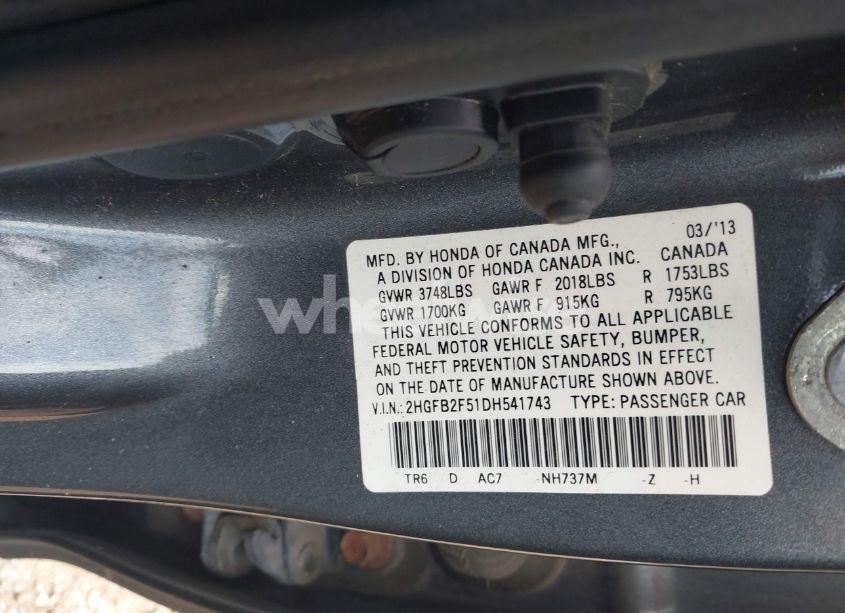 03/'13
MFD. BY HONDA OF CANADA MFG.,
A DIVISION OF HONDA CANADA INC. CANADA
GVWR 3748LBS GAWR F 2018LBS R 1753LBS
GVWR 1700KG GAWR F 915KG R 795KG
THIS VEHICLE CONFORMS TO ALL APPLICABLE
FEDERAL MOTOR VEHICLE SAFETY, BUMPER,
AND THEFT PREVENTION STANDARDS IN EFFECT
ON THE DATE OF MANUFACTURE SHOWN ABOVE.
V.I.N.: 2HGFB2F51DH541743 TYPE: PASSENGER CAR
TR6 D AC7 -NH737M -Z -H